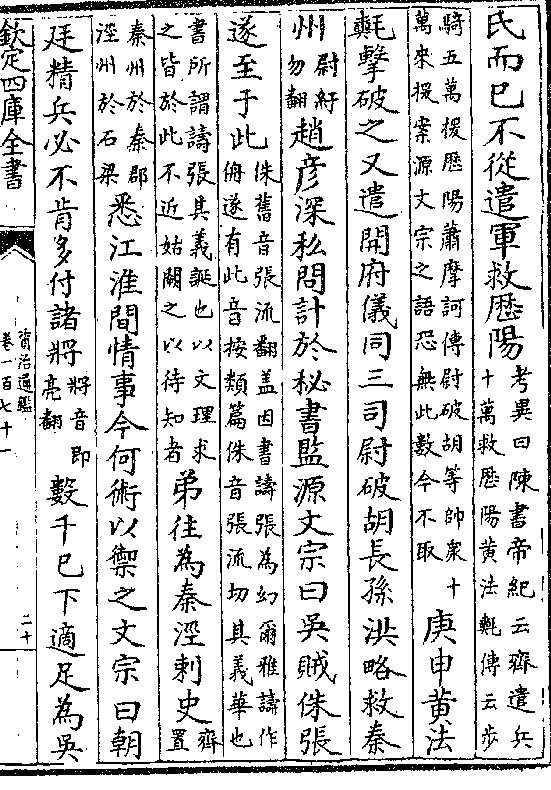 氏而已不從遣軍救厯陽考異曰陳書帝紀云齊遣兵十萬救厯陽黄法𣰋傳云步
騎五萬援厯陽蕭摩訶傳尉破胡等帥衆十萬來援案源文宗之語恐無此數今不取庚申黄法
𣰋擊破之又遣開府儀同三司尉破胡長孫洪略救秦
州尉紆勿翻趙彦深私問計於秘書監源文宗曰吳賊侏張
遂至于此侏舊音張流翻盖因書譸張為幻爾雅譸作侜遂有此音按類篇侏音張流切其義華也
書所謂譸張其義誕也以文理求之皆於此不近姑闕之以待知者弟往為秦涇刺史齊置
秦州於秦郡涇州於石梁悉江淮間情事今何術以禦之文宗曰朝
廷精兵必不肯多付諸將將音即亮翻數千已下適足為吳
欽定四庫全書
資治通鑑
卷一百七十一
二十